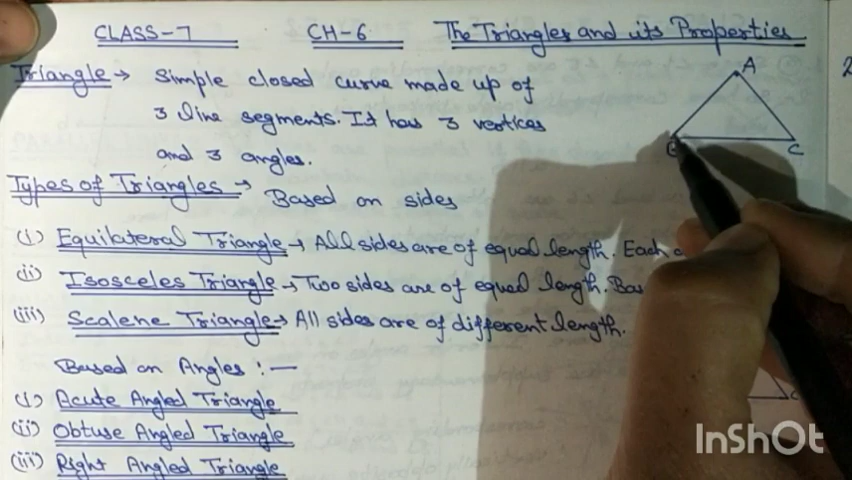 CLASS-7 CH-6 The Triangles and its Properties
Triangle → Simple closed curve made up of
3 line segments. It has 3 vertices
and 3 angles.
A
B C
2
Types of Triangles → Based on sides
(i) Equilateral Triangle → All sides are of equal length. Each
(ii) Isosceles Triangle → Two sides are of equal length.
(iii) Scalene Triangle → All sides are of different length.
Based on Angles :—
(i) Acute Angled Triangle
C
(ii) Obtuse Angled Triangle
(iii) Right Angled Triangle
InShOt